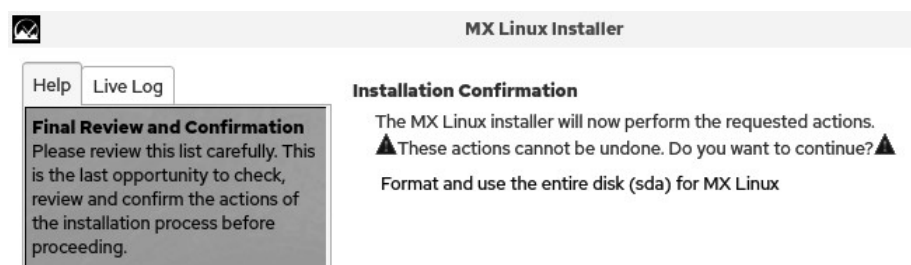 MX Linux Installer
Help
Live Log
Final Review and Confirmation
Please review this list carefully. This
is the last opportunity to check,
review and confirm the actions of
the installation process before
proceeding.
Installation Confirmation
The MX Linux installer will now perform the requested actions.
These actions cannot be undone. Do you want to continue?
Format and use the entire disk (sda) for MX Linux